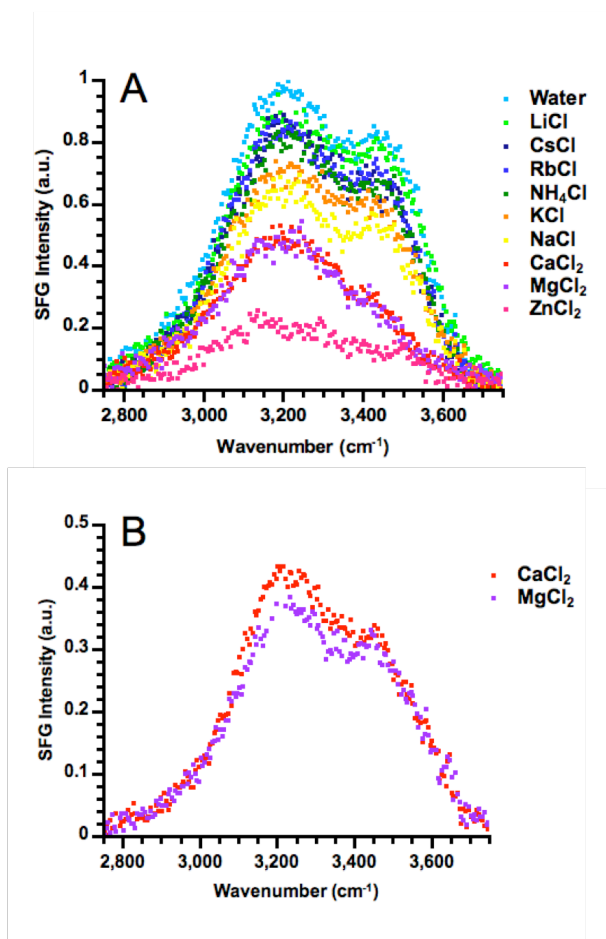 A
1
0.8
0.6
0.4
0.2
0
SFG Intensity (a.u.)
2,800 3,000 3,200 3,400 3,600
Wavenumber (cm⁻¹)
Water
LiCl
CsCl
RbCl
NH₄Cl
KCl
NaCl
CaCl₂
MgCl₂
ZnCl₂
B
0.5
0.4
0.3
0.2
0.1
0
SFG Intensity (a.u.)
2,800 3,000 3,200 3,400 3,600
Wavenumber (cm⁻¹)
CaCl₂
MgCl₂